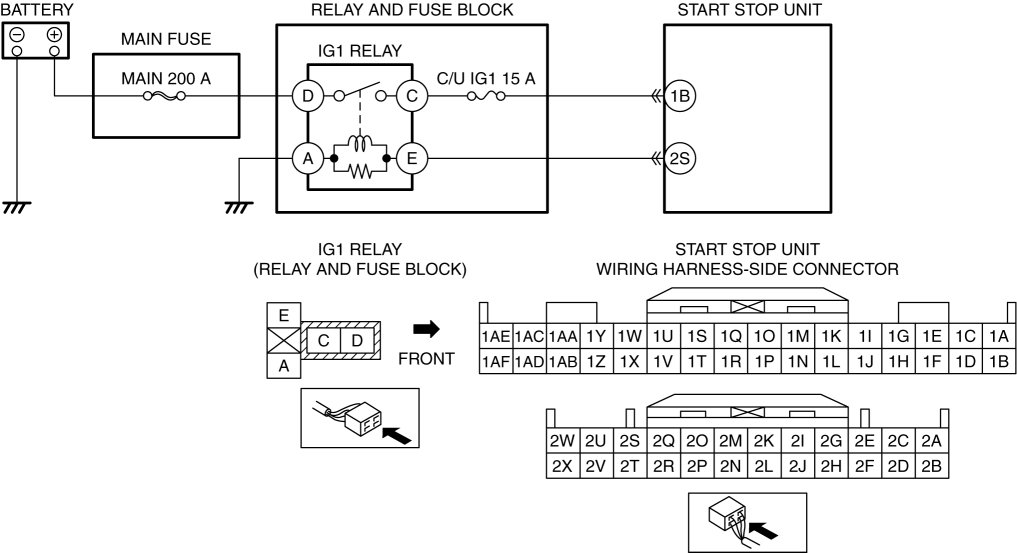 BATTERY
RELAY AND FUSE BLOCK
START STOP UNIT
MAIN FUSE
IG1 RELAY
MAIN 200 A
C/U IG1 15 A
D
C
1B
A
E
2S
IG1 RELAY
(RELAY AND FUSE BLOCK)
START STOP UNIT
WIRING HARNESS-SIDE CONNECTOR
E
C D
A
FRONT
1AE 1AC 1AA 1Y 1W 1U 1S 1Q 1O 1M 1K 1I 1G 1E 1C 1A
1AF 1AD 1AB 1Z 1X 1V 1T 1R 1P 1N 1L 1J 1H 1F 1D 1B
2W 2U 2S 2Q 2O 2M 2K 2I 2G 2E 2C 2A
2X 2V 2T 2R 2P 2N 2L 2J 2H 2F 2D 2B